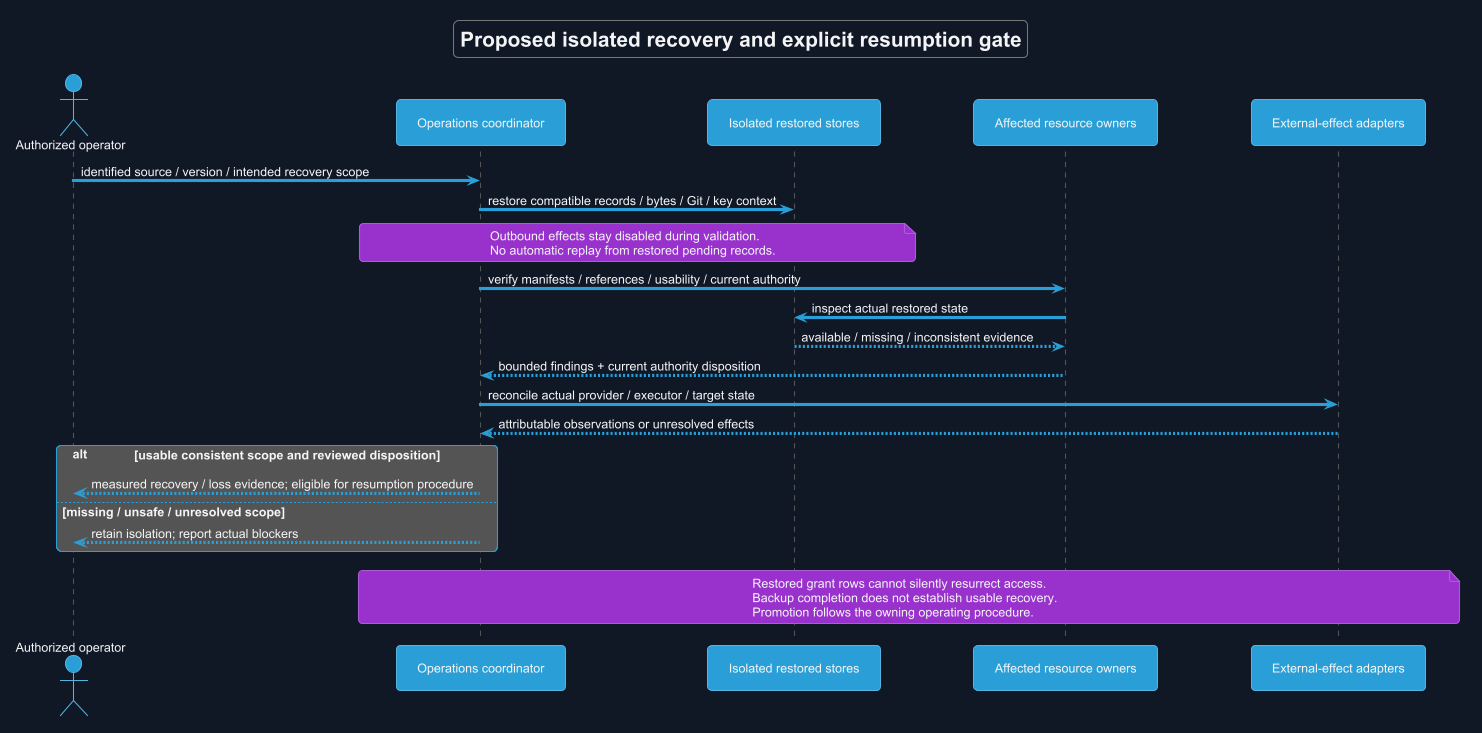 Proposed isolated recovery and explicit resumption gate
Authorized operator
Operations coordinator
Isolated restored stores
Affected resource owners
External-effect adapters
identified source / version / intended recovery scope
restore compatible records / bytes / Git / key context
Outbound effects stay disabled during validation.
No automatic replay from restored pending records.
verify manifests / references / usability / current authority
inspect actual restored state
available / missing / inconsistent evidence
bounded findings + current authority disposition
reconcile actual provider / executor / target state
attributable observations or unresolved effects
alt [usable consistent scope and reviewed disposition]
measured recovery / loss evidence; eligible for resumption procedure
[missing / unsafe / unresolved scope]
retain isolation; report actual blockers
Restored grant rows cannot silently resurrect access.
Backup completion does not establish usable recovery.
Promotion follows the owning operating procedure.
Authorized operator
Operations coordinator
Isolated restored stores
Affected resource owners
External-effect adapters